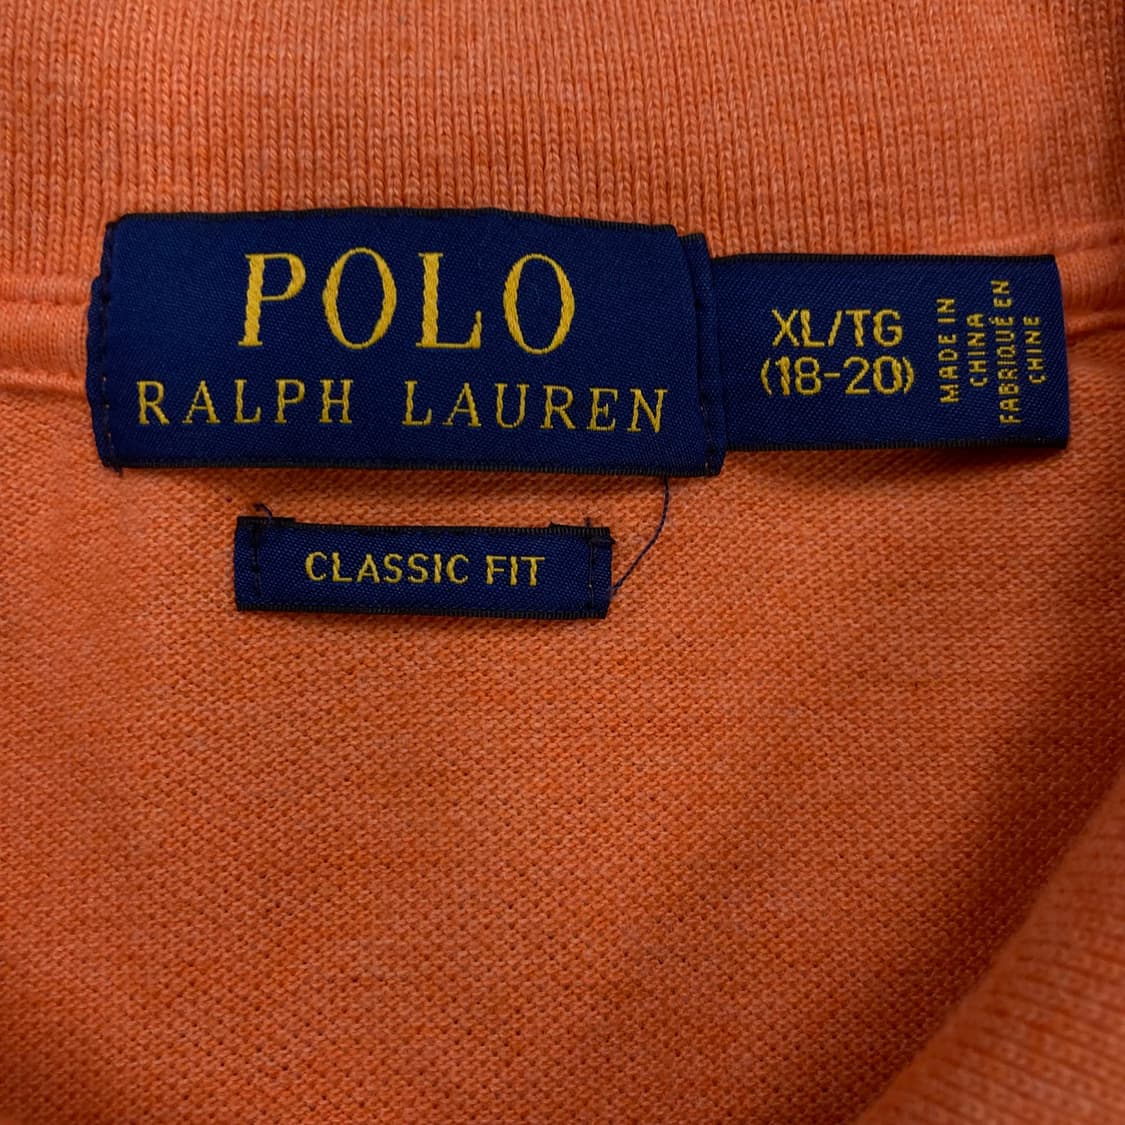 POLO
RALPH LAUREN
XL/TG
(18-20)
MADE IN
CHINA
FABRIQUÉ EN
CHINE
CLASSIC FIT